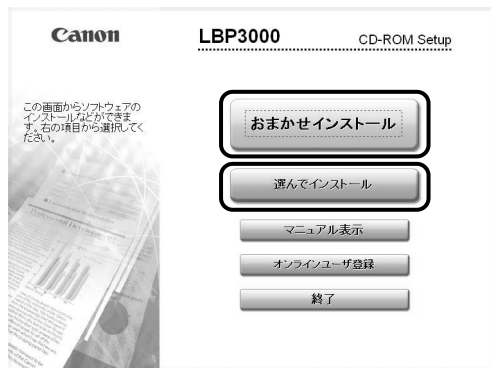 Canon
LBP3000
CD-ROM Setup
この画面からソフトウェアの
インストールなどができま
す。右の項目から選択してく
ださい。
おまかせインストール
選んでインストール
マニュアル表示
オンラインユーザ登録
終了